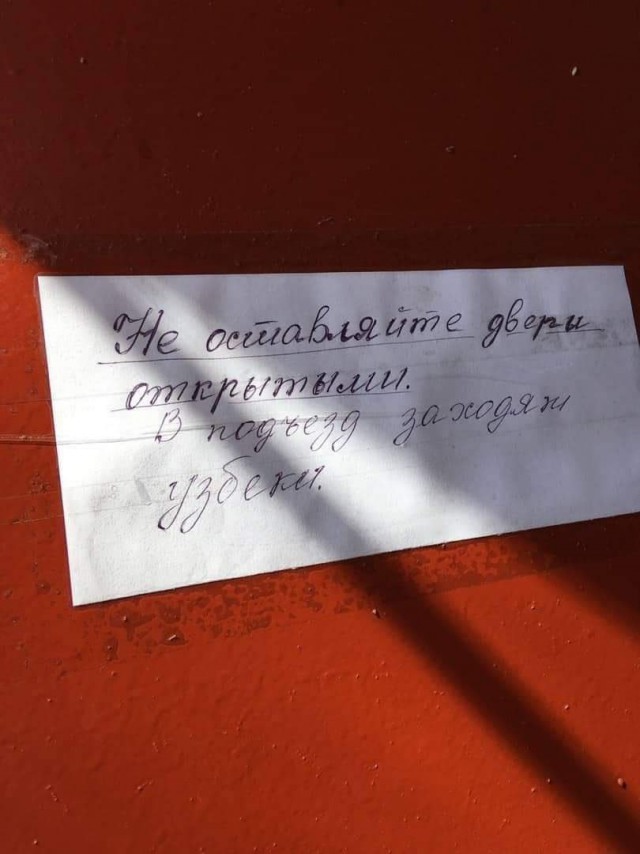 Не оставляйте двери
открытыми.
В подъезд заходят
узбеки.